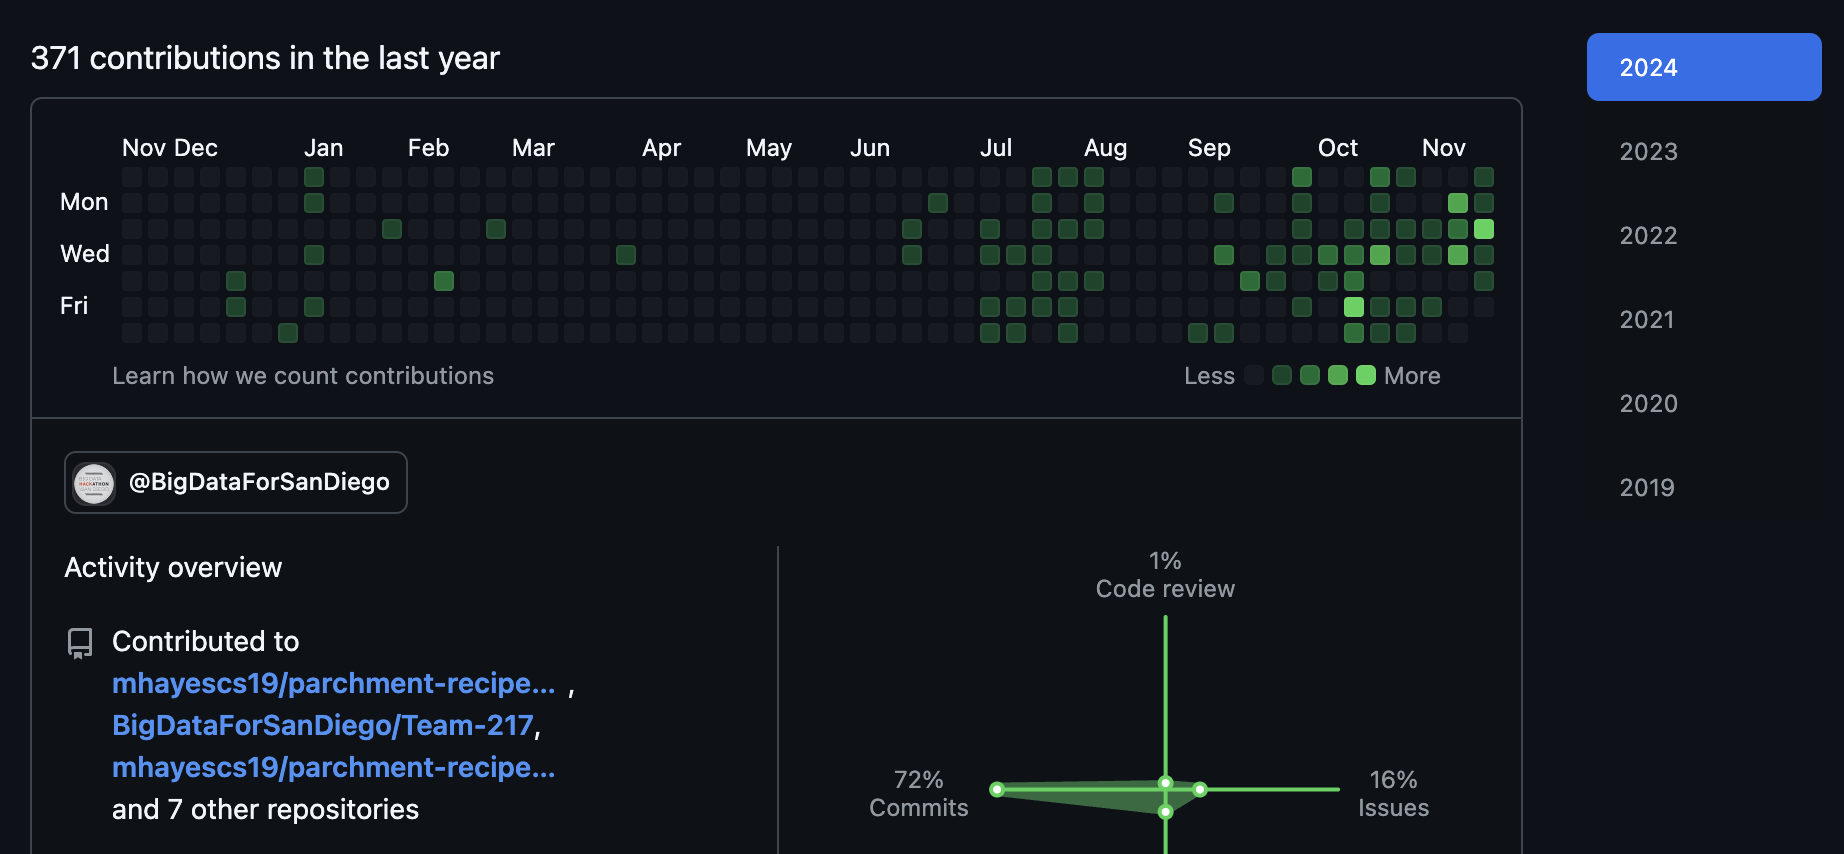 371 contributions in the last year
2024
2023
2022
2021
2020
2019
Nov Dec Jan Feb Mar Apr May Jun Jul Aug Sep Oct Nov
Mon
Wed
Fri
Learn how we count contributions
Less More
@BigDataForSanDiego
Activity overview
Contributed to
mhayescs19/parchment-recipe... ,
BigDataForSanDiego/Team-217,
mhayescs19/parchment-recipe...
and 7 other repositories
1%
Code review
72%
Commits
16%
Issues